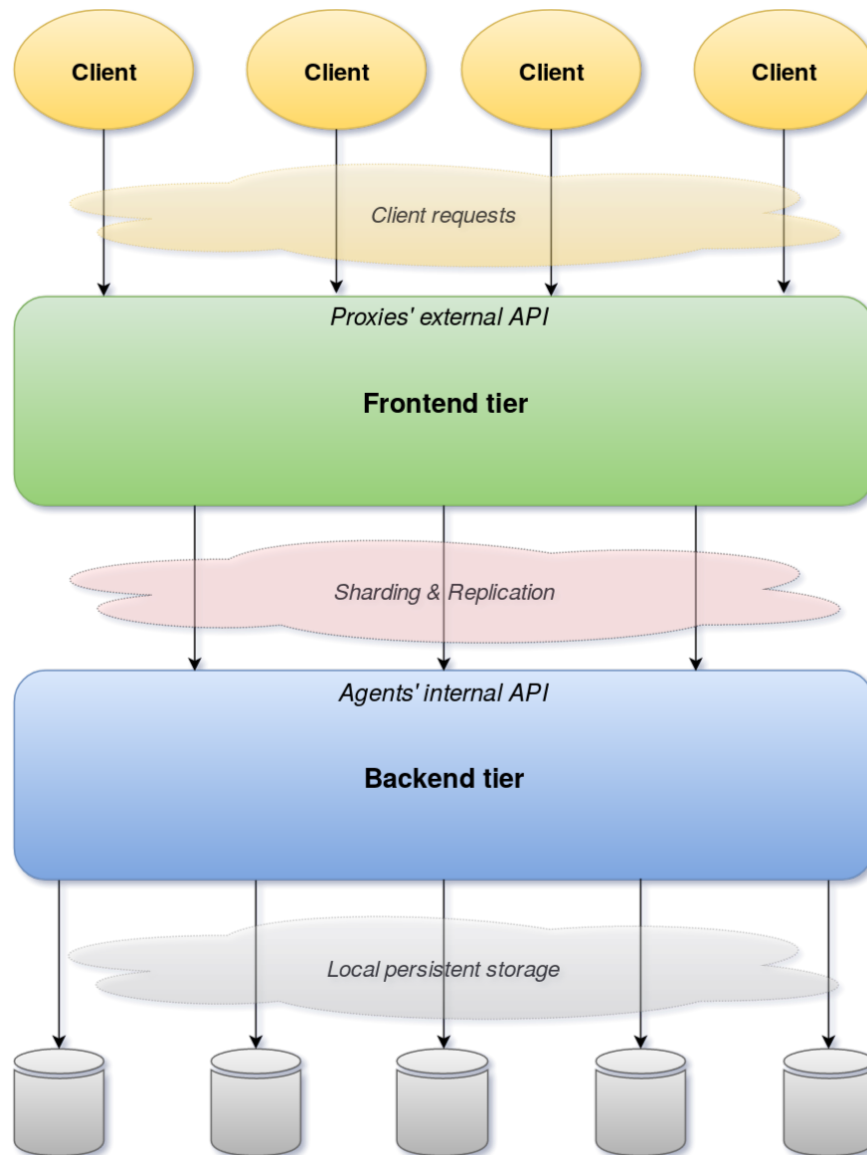 Client
Client
Client
Client
Client requests
Proxies' external API
Frontend tier
Sharding & Replication
Agents' internal API
Backend tier
Local persistent storage